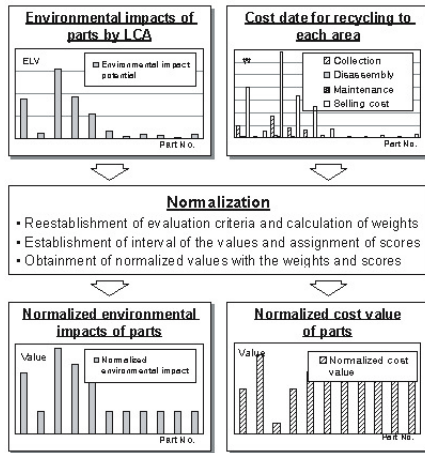 Environmental impacts of
parts by LCA
ELV
Environmental impact
potential
Part No.
Cost date for recycling to
each area
Collection
Disassembly
Maintenance
Selling cost
Part No.
Normalization
• Reestablishment of evaluation criteria and calculation of weights
• Establishment of interval of the values and assignment of scores
• Obtainment of normalized values with the weights and scores
Normalized environmental
impacts of parts
Value
Normalized
environmental impact
Part No.
Normalized cost value
of parts
Value
Normalized cost
value
Part No.